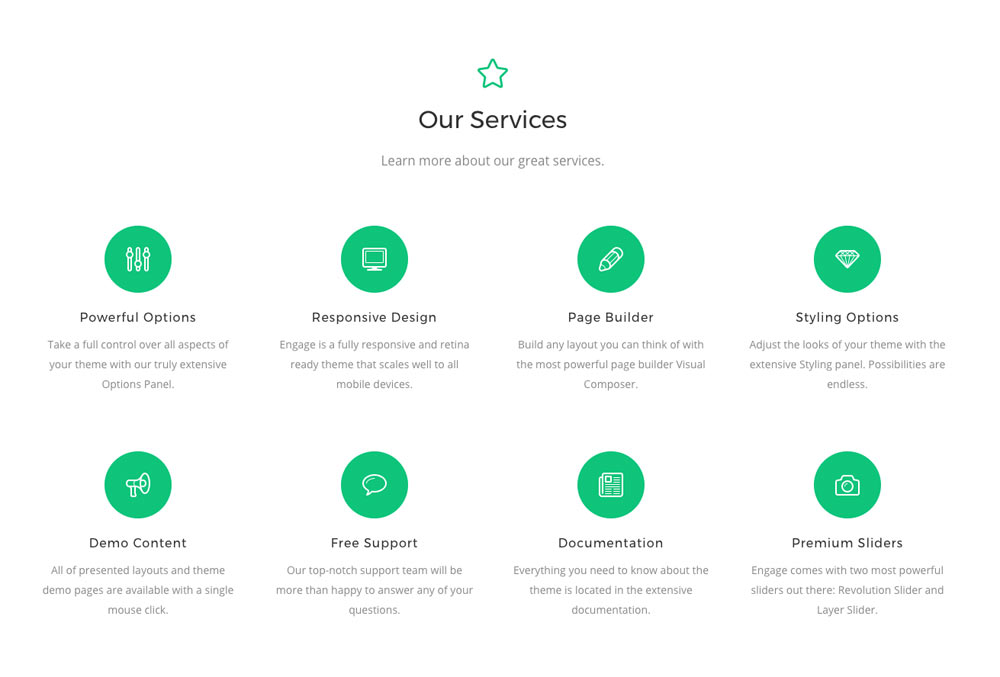 Our Services
Learn more about our great services.
Powerful Options
Take a full control over all aspects of
your theme with our truly extensive
Options Panel.
Responsive Design
Engage is a fully responsive and retina
ready theme that scales well to all
mobile devices.
Page Builder
Build any layout you can think of with
the most powerful page builder Visual
Composer.
Styling Options
Adjust the looks of your theme with the
extensive Styling panel. Possibilities are
endless.
Demo Content
All of presented layouts and theme
demo pages are available with a single
mouse click.
Free Support
Our top-notch support team will be
more than happy to answer any of your
questions.
Documentation
Everything you need to know about the
theme is located in the extensive
documentation.
Premium Sliders
Engage comes with two most powerful
sliders out there: Revolution Slider and
Layer Slider.